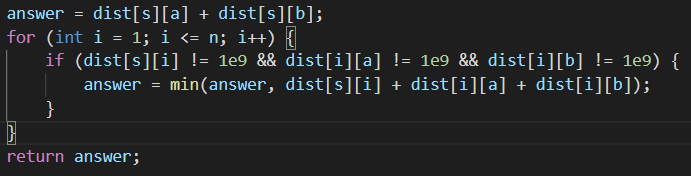 answer = dist[s][a] + dist[s][b];
for (int i = 1; i <= n; i++) {
    if (dist[s][i] != 1e9 && dist[i][a] != 1e9 && dist[i][b] != 1e9) {
        answer = min(answer, dist[s][i] + dist[i][a] + dist[i][b]);
    }
}
return answer;